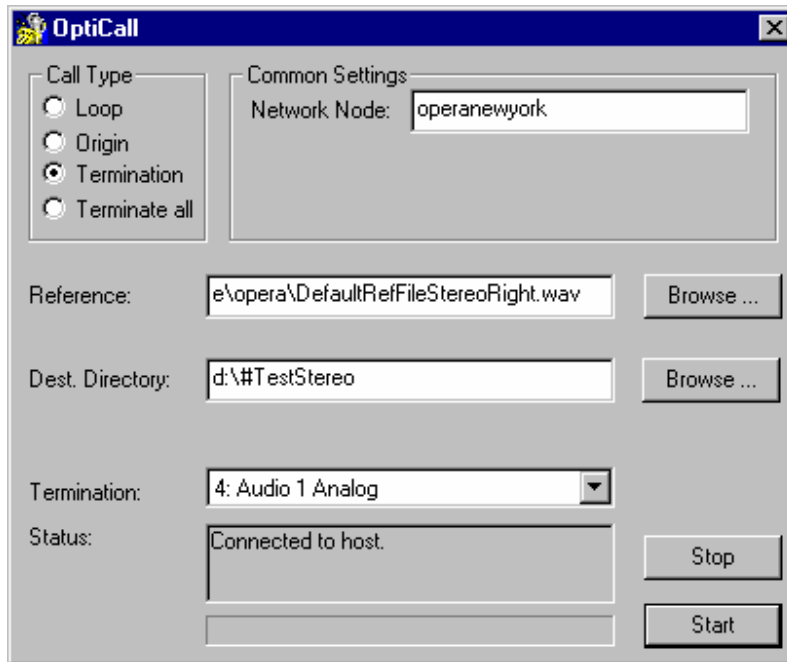 OptiCall
Call Type
Loop
Origin
Termination
Terminate all
Common Settings
Network Node: operanewyork
Reference: e\opera\DefaultRefFileStereoRight.wav Browse ...
Dest. Directory: d:\#TestStereo Browse ...
Termination: 4: Audio 1 Analog
Status: Connected to host.
Stop
Start